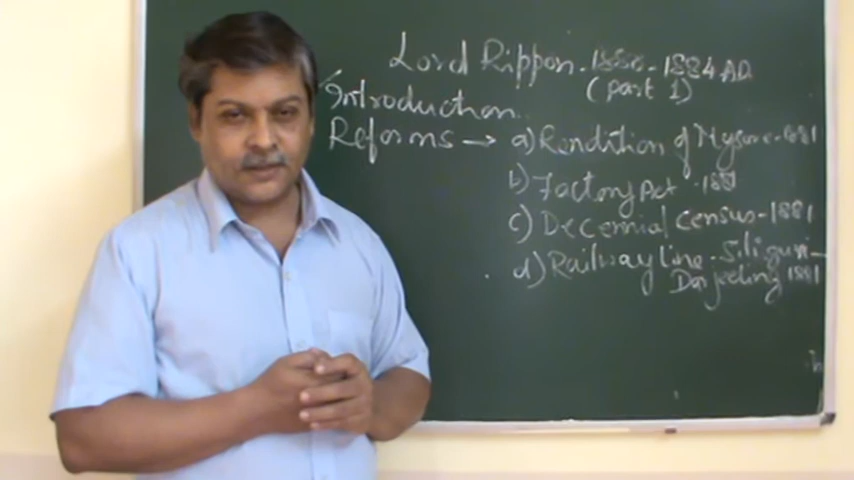 Lord Rippon - 1880 - 1884 AD
(Part 1)
Introduction
Reforms → a) Rendition of Mysore - 1881
b) Factory Act - 1881
c) Decennial census - 1881
d) Railway line - Siliguri -
Darjeeling 1881